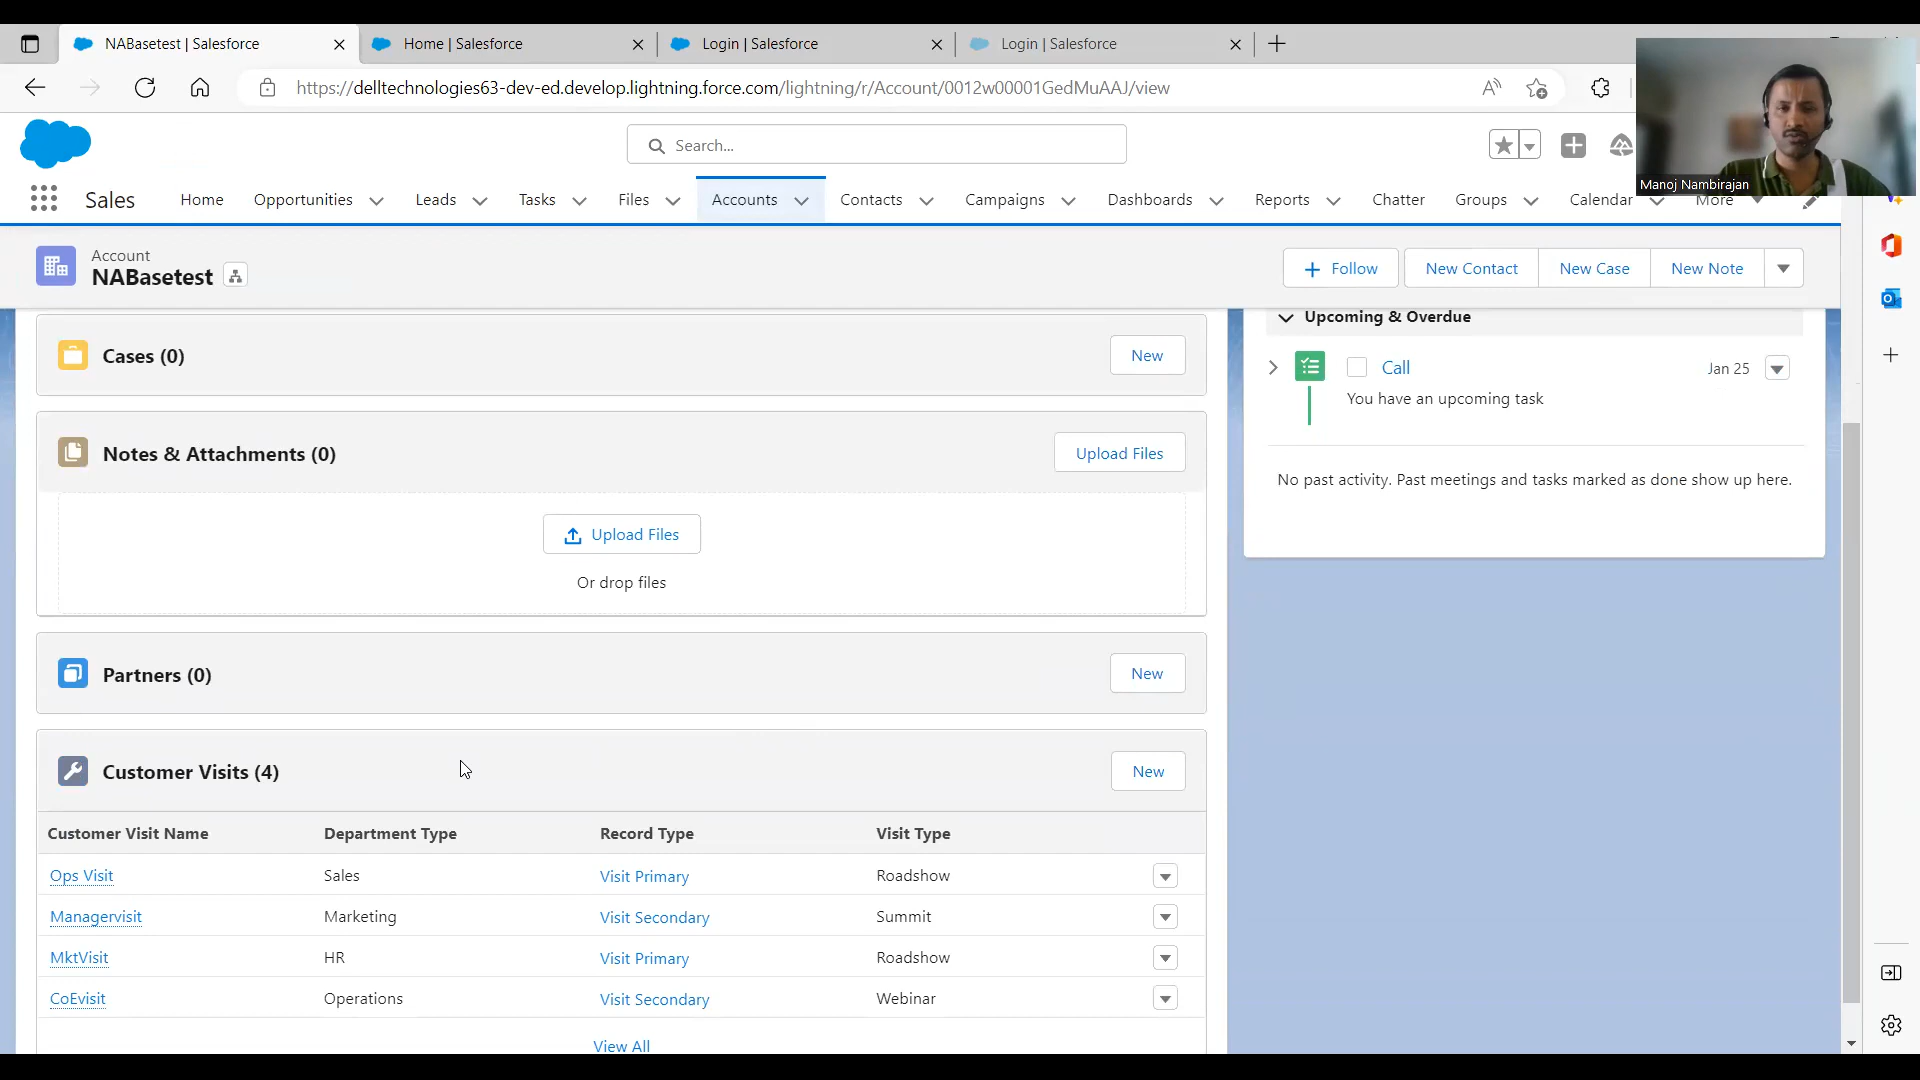 NABasetest | Salesforce
Home | Salesforce
Login | Salesforce
Login | Salesforce
https://delltechnologies63-dev-ed.develop.lightning.force.com/lightning/r/Account/0012w00001GedMuAAJ/view
Search...
Manoj Nambirajan
Sales Home Opportunities Leads Tasks Files Accounts Contacts Campaigns Dashboards Reports Chatter Groups Calendar More
Account
NABasetest
Follow
New Contact
New Case
New Note
Cases (0)
New
Notes & Attachments (0)
Upload Files
Upload Files
Or drop files
Partners (0)
New
Customer Visits (4)
New
Customer Visit Name Department Type Record Type Visit Type
Ops Visit Sales Visit Primary Roadshow
Managervisit Marketing Visit Secondary Summit
MktVisit HR Visit Primary Roadshow
CoEvisit Operations Visit Secondary Webinar
View All
Upcoming & Overdue
Call Jan 25
You have an upcoming task
No past activity. Past meetings and tasks marked as done show up here.